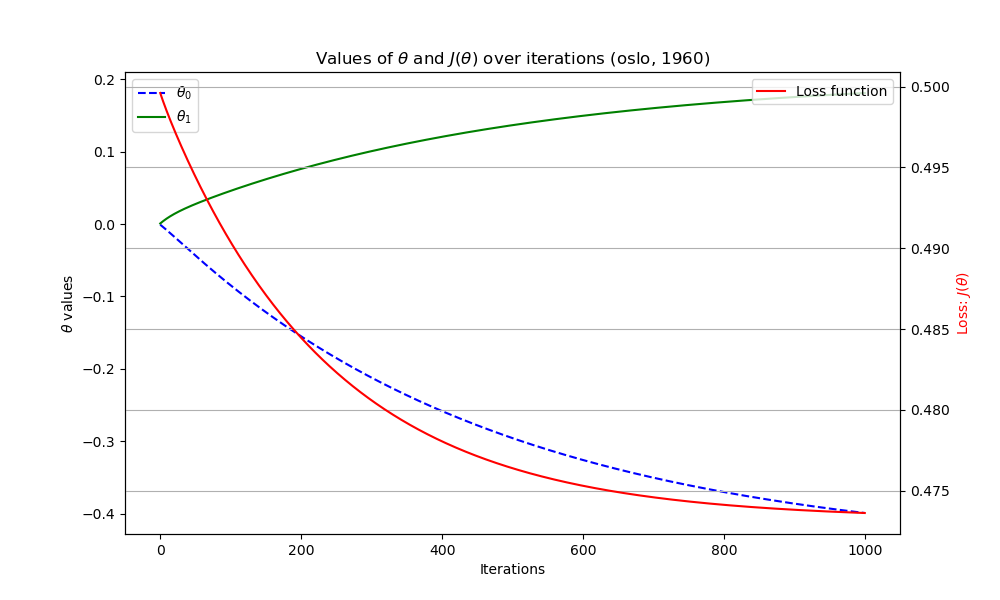 Values of θ and J(θ) over iterations (oslo, 1960)
θ₀
θ₁
Loss function
0.2
0.1
0.0
−0.1
−0.2
−0.3
−0.4
θ values
0.500
0.495
0.490
0.485
0.480
0.475
Loss: J(θ)
0
200
400
600
800
1000
Iterations